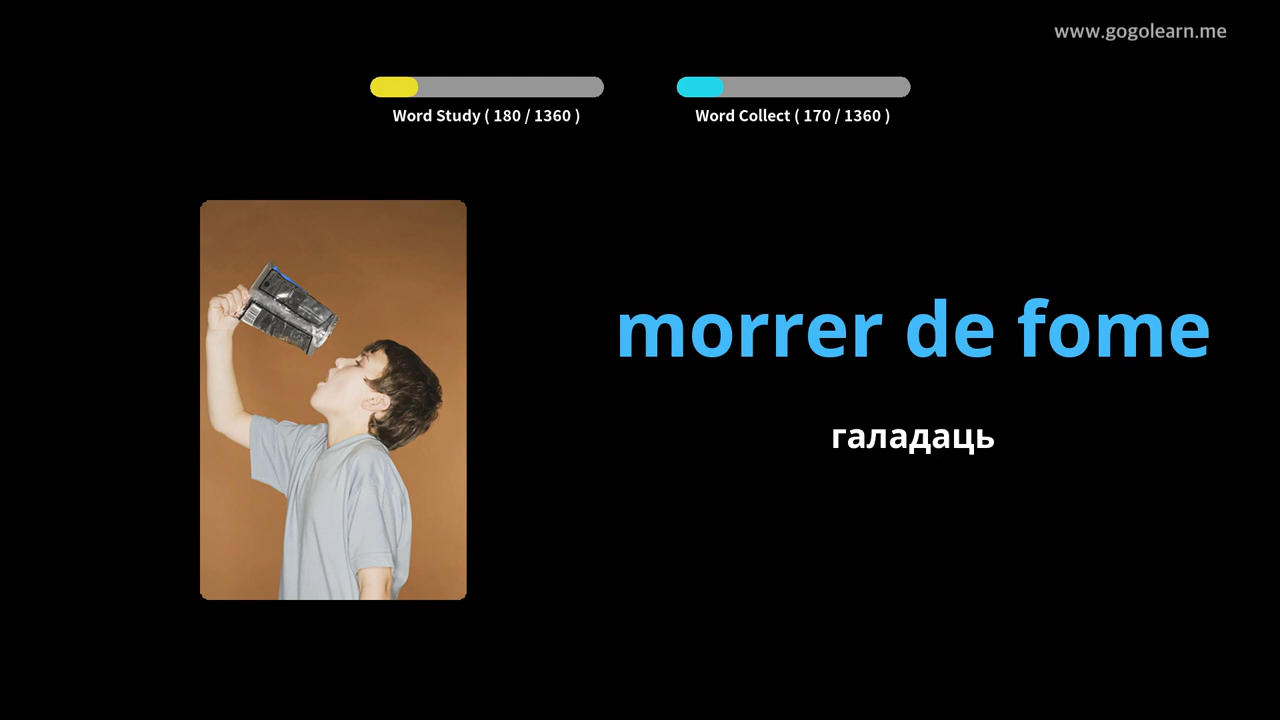 www.gogolearn.me
Word Study ( 180 / 1360 )
Word Collect ( 170 / 1360 )
morrer de fome
галадаць